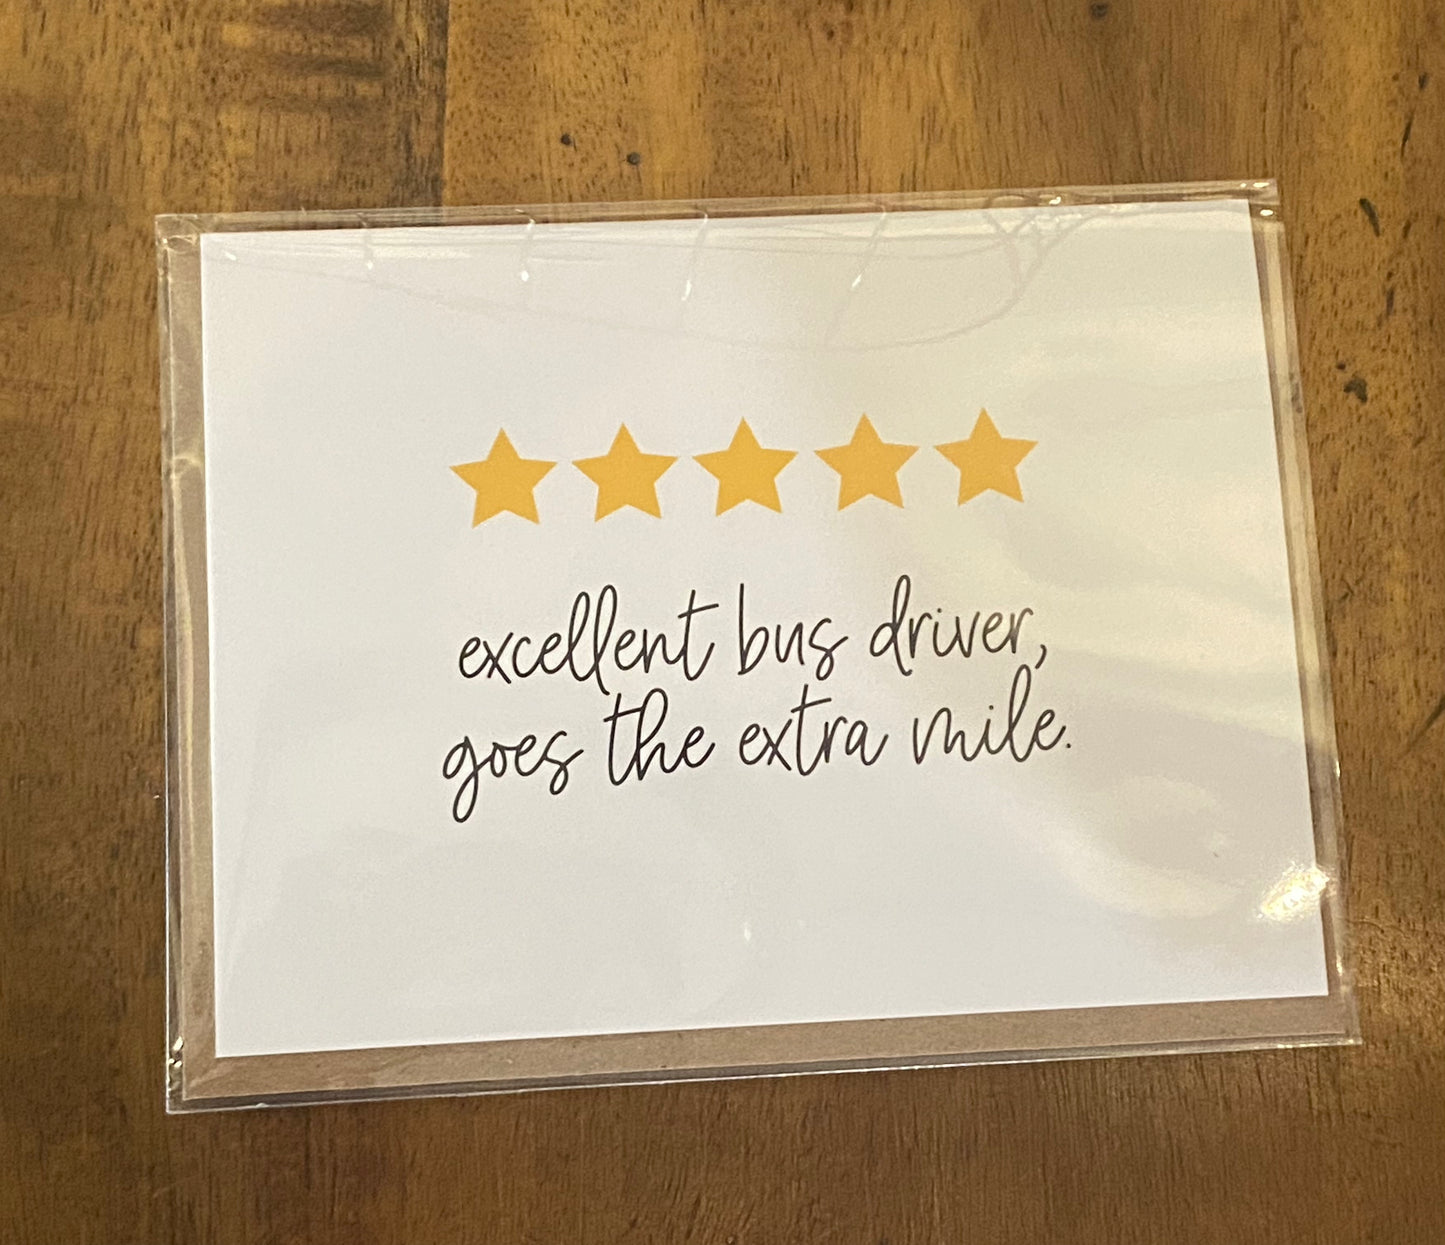 excellent bus driver,
goes the extra mile.